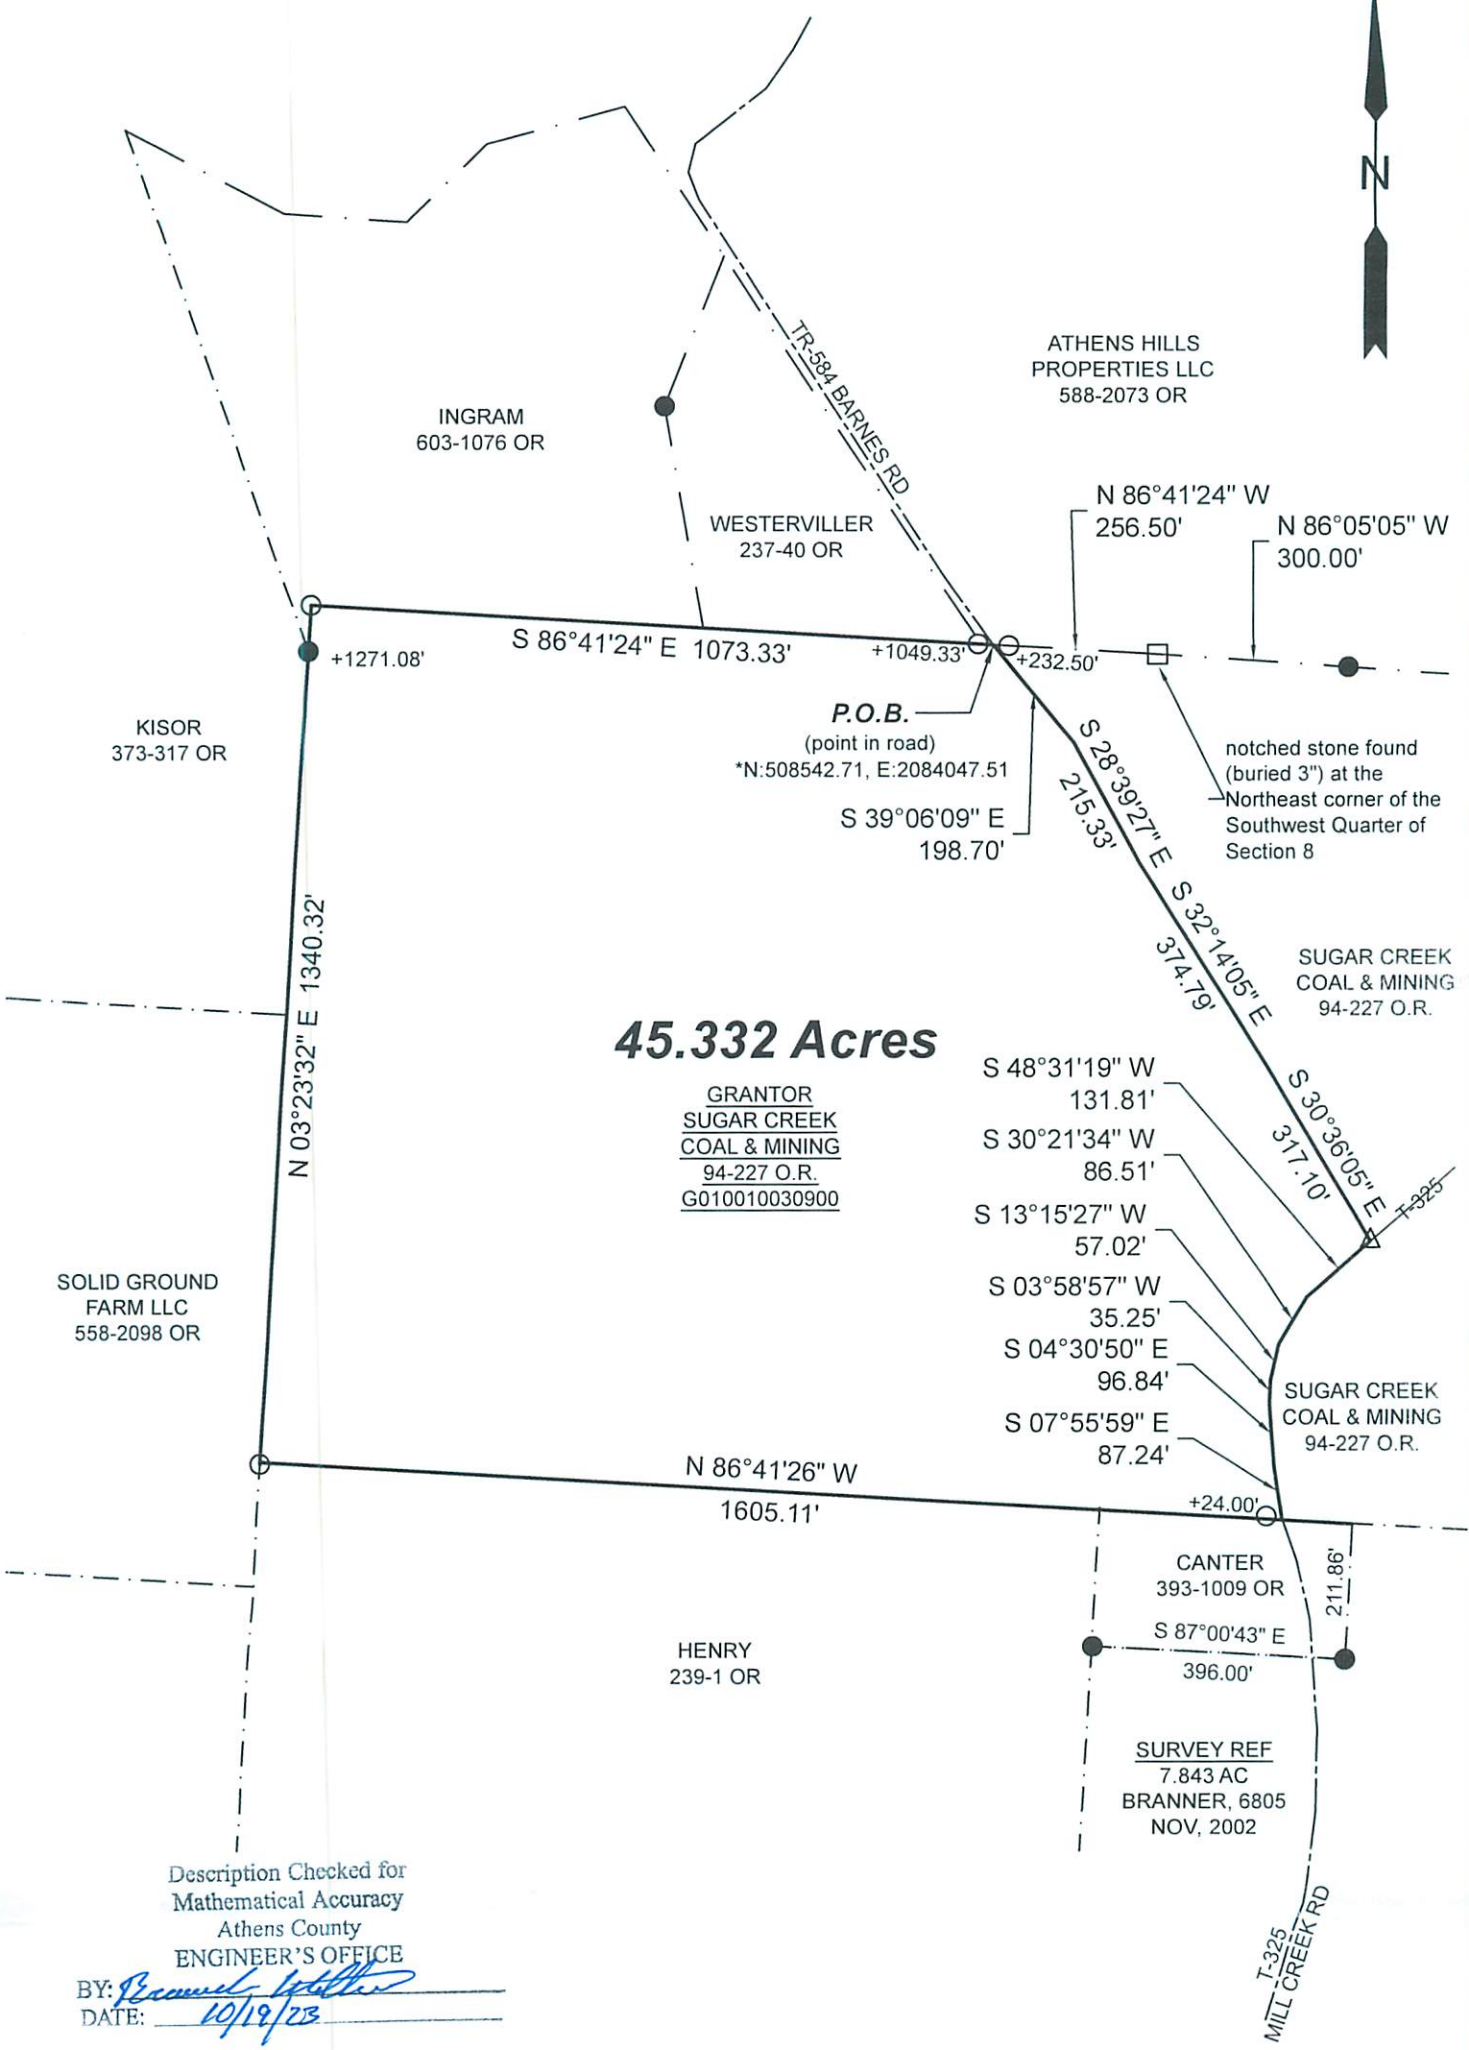 N
ATHENS HILLS
PROPERTIES LLC
588-2073 OR
TR-584 BARNES RD
INGRAM
603-1076 OR
WESTERVILLER
237-40 OR
N 86°41'24" W
256.50'
N 86°05'05" W
300.00'
S 86°41'24" E 1073.33'
+1049.33'
+232.50'
+1271.08'
P.O.B.
(point in road)
*N:508542.71, E:2084047.51
KISOR
373-317 OR
S 39°06'09" E
198.70'
S 28°39'27" E
215.33'
notched stone found
(buried 3") at the
Northeast corner of the
Southwest Quarter of
Section 8
S 32°14'05" E
374.79'
SUGAR CREEK
COAL & MINING
94-227 O.R.
N 03°23'32" E 1340.32'
45.332 Acres
GRANTOR
SUGAR CREEK
COAL & MINING
94-227 O.R.
G010010030900
S 30°36'05" E
317.10'
T-325
S 48°31'19" W
131.81'
S 30°21'34" W
86.51'
S 13°15'27" W
57.02'
S 03°58'57" W
35.25'
S 04°30'50" E
96.84'
S 07°55'59" E
87.24'
SOLID GROUND
FARM LLC
558-2098 OR
SUGAR CREEK
COAL & MINING
94-227 O.R.
N 86°41'26" W
1605.11'
+24.00'
CANTER
393-1009 OR
211.86'
S 87°00'43" E
396.00'
HENRY
239-1 OR
SURVEY REF
7.843 AC
BRANNER, 6805
NOV, 2002
T-325
MILL CREEK RD
Description Checked for
Mathematical Accuracy
Athens County
ENGINEER'S OFFICE
BY:
DATE: 10/19/23